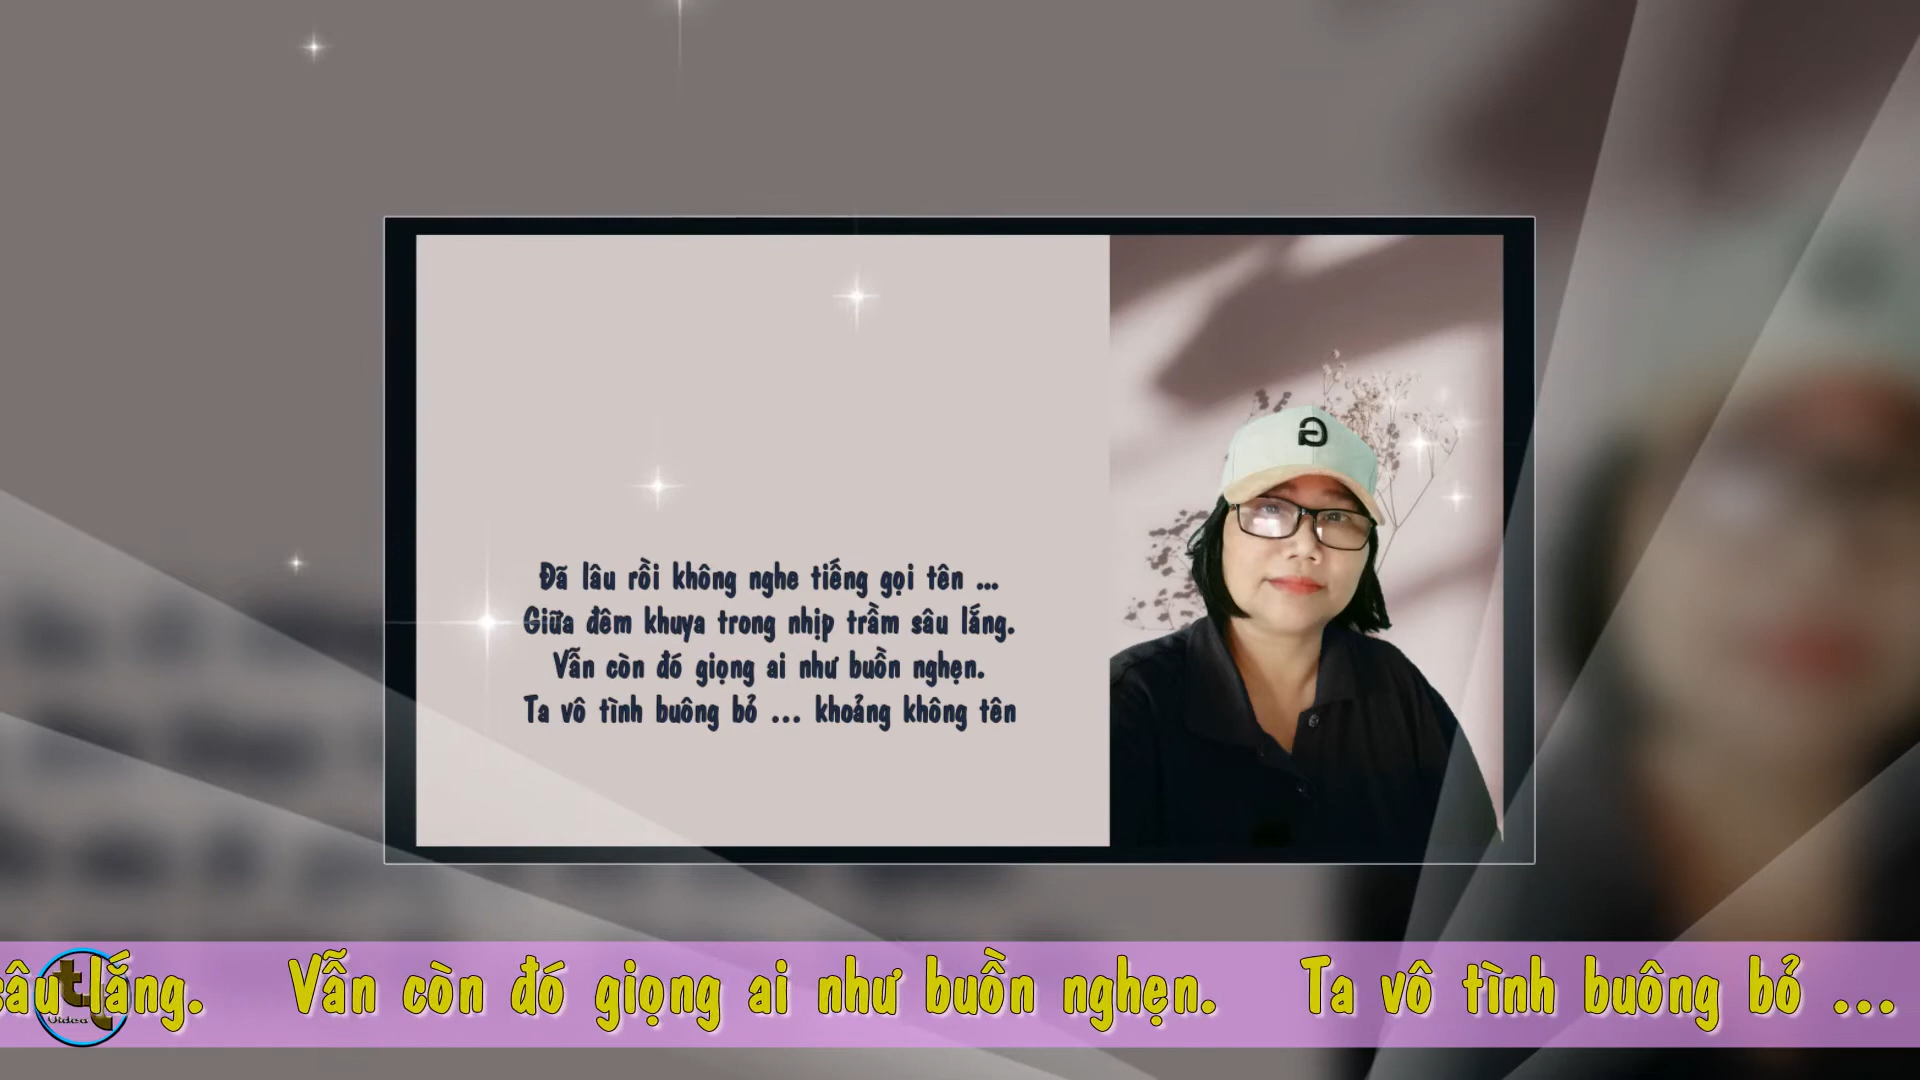 G
Đã lâu rồi không nghe tiếng gọi tên ...
Giữa đêm khuya trong nhịp trầm sâu lắng.
Vẫn còn đó giọng ai như buồn nghẹn.
Ta vô tình buông bỏ ... khoảng không tên
sâu lắng. Vẫn còn đó giọng ai như buồn nghẹn. Ta vô tình buông bỏ ...
t
Video